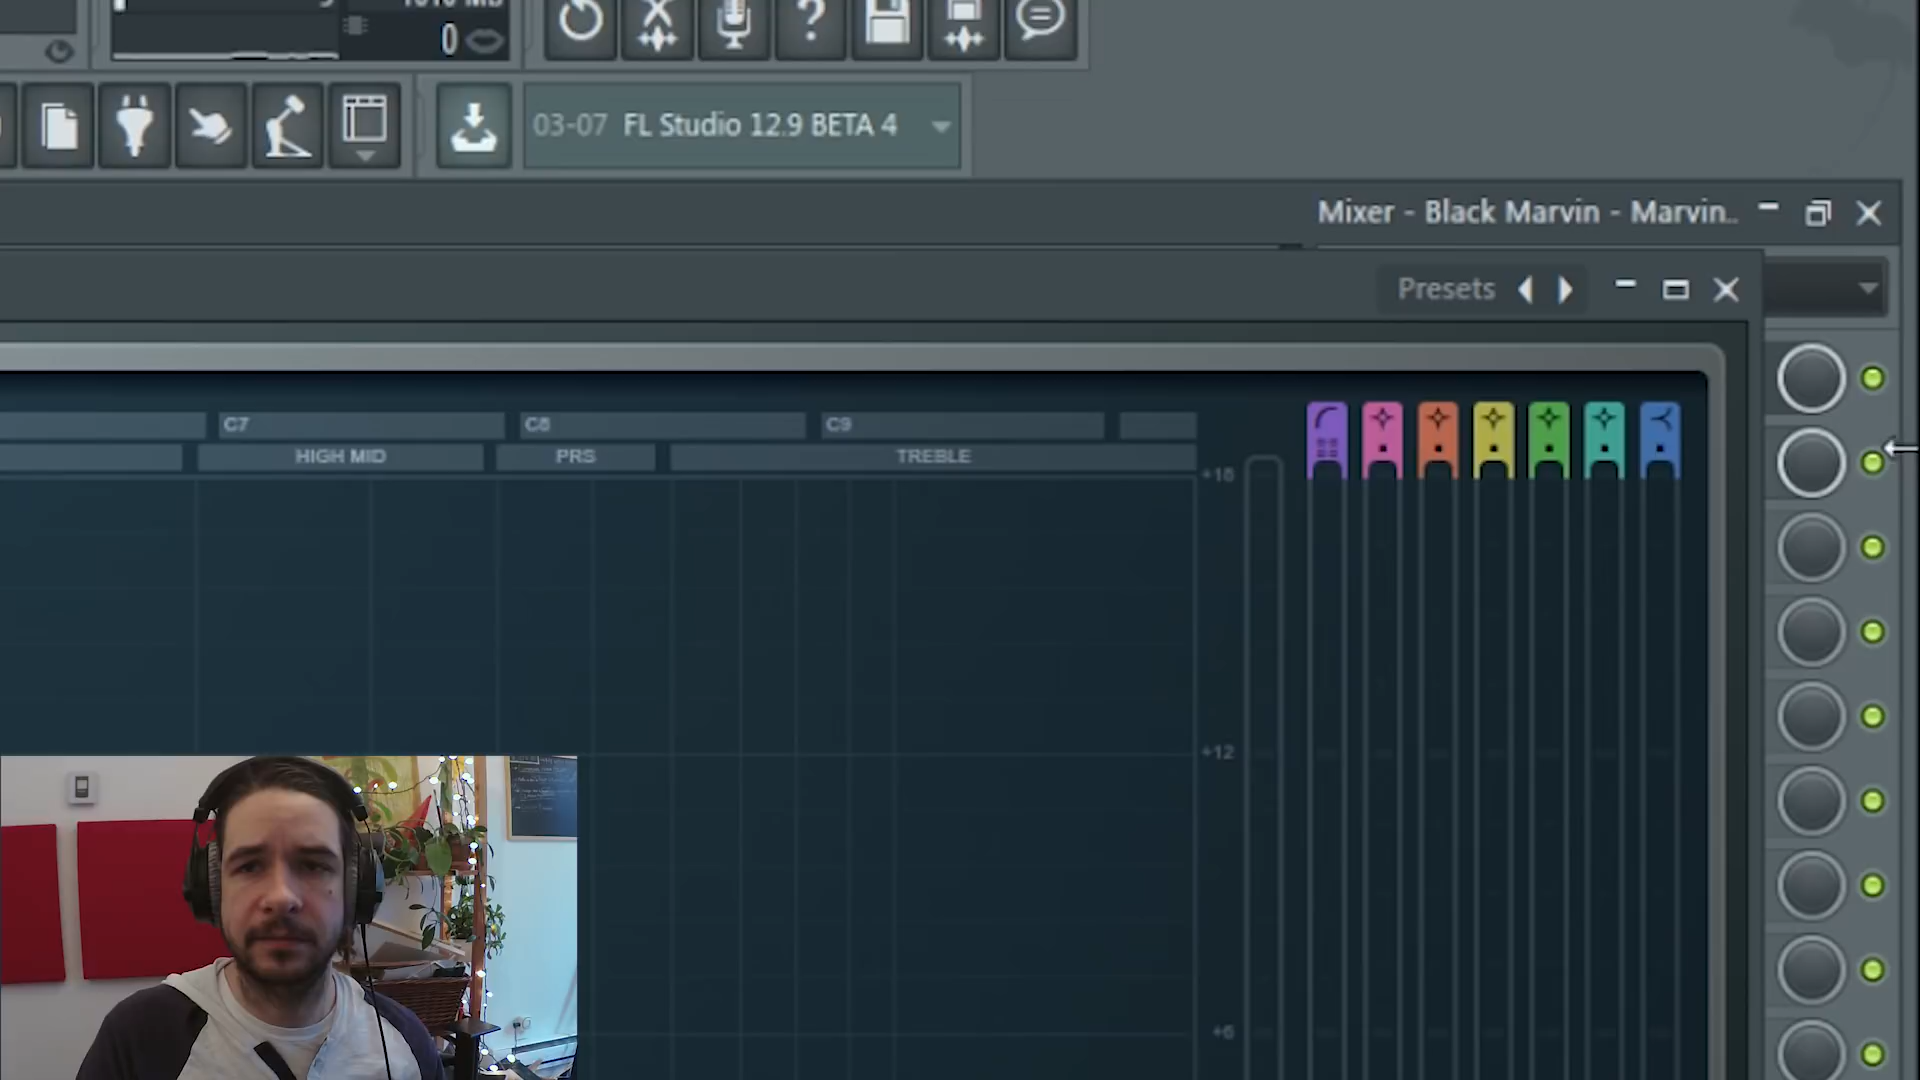 0
03-07 FL Studio 12.9 BETA 4
Mixer - Black Marvin - Marvin..
Presets
C7 C8 C9
HIGH MID PRS TREBLE
+18
+12
+6